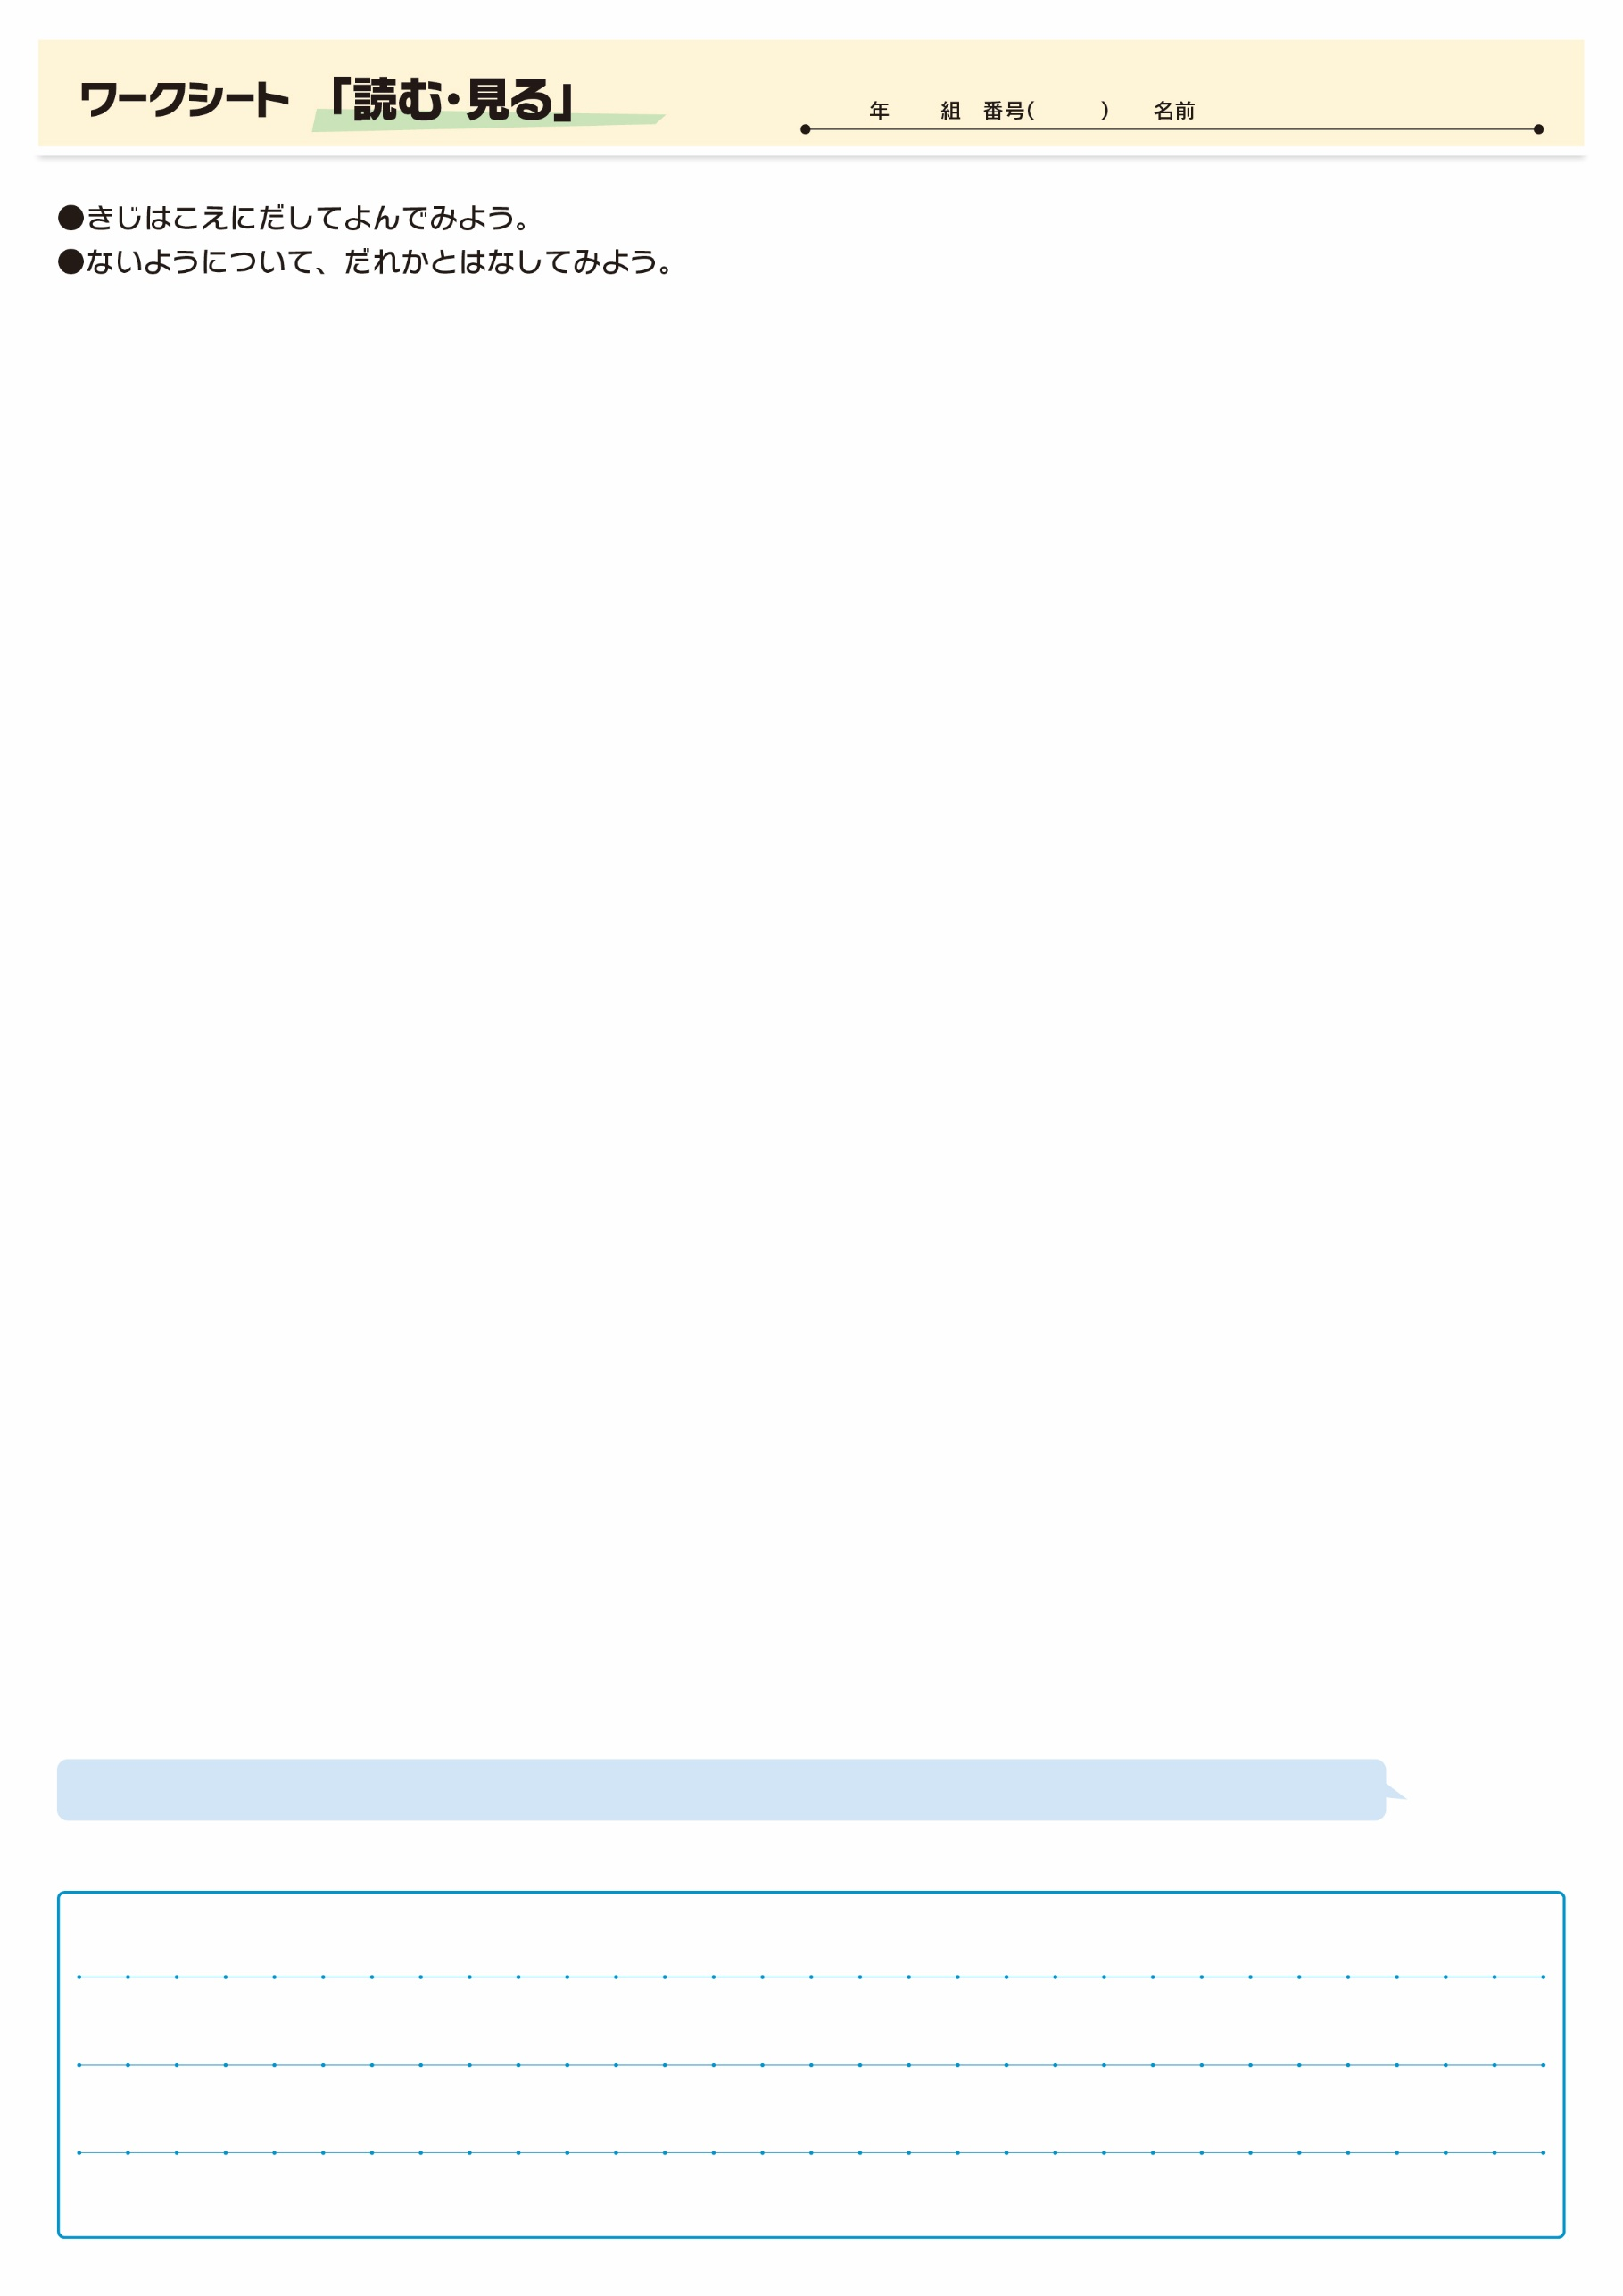 ワークシート 「読む・見る」
年 組 番号( ) 名前
●きじはこえにだしてよんでみよう。
●ないようについて、だれかとはなしてみよう。